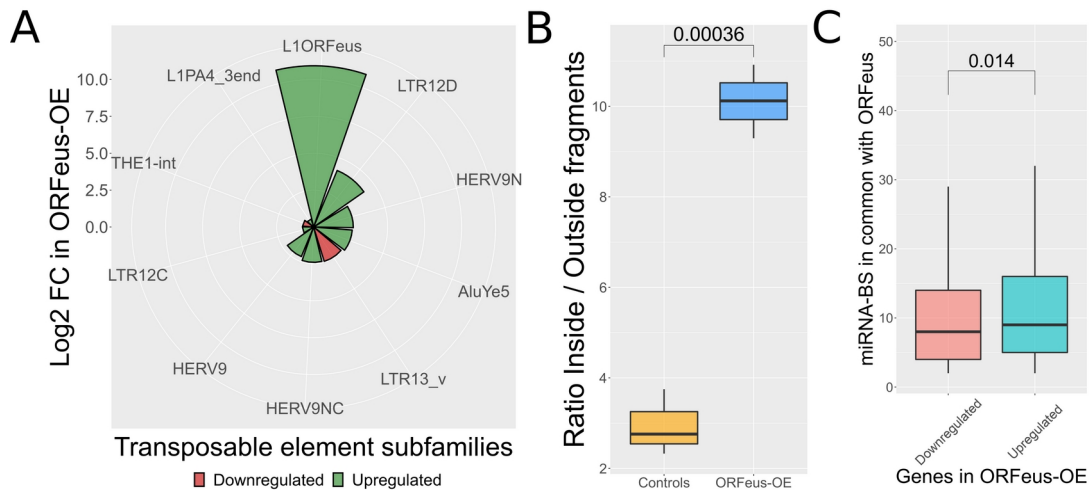 A
Log2 FC in ORFeus-OE
10.0
7.5
5.0
2.5
0.0
L1ORFeus
LTR12D
HERV9N
AluYe5
LTR13_v
HERV9NC
HERV9
LTR12C
THE1-int
L1PA4_3end
Transposable element subfamilies
Downregulated
Upregulated
B
Ratio Inside / Outside fragments
10
8
6
4
2
0.00036
Controls
ORFeus-OE
C
miRNA-BS in common with ORFeus
50
40
30
20
10
0
0.014
Downregulated
Upregulated
Genes in ORFeus-OE